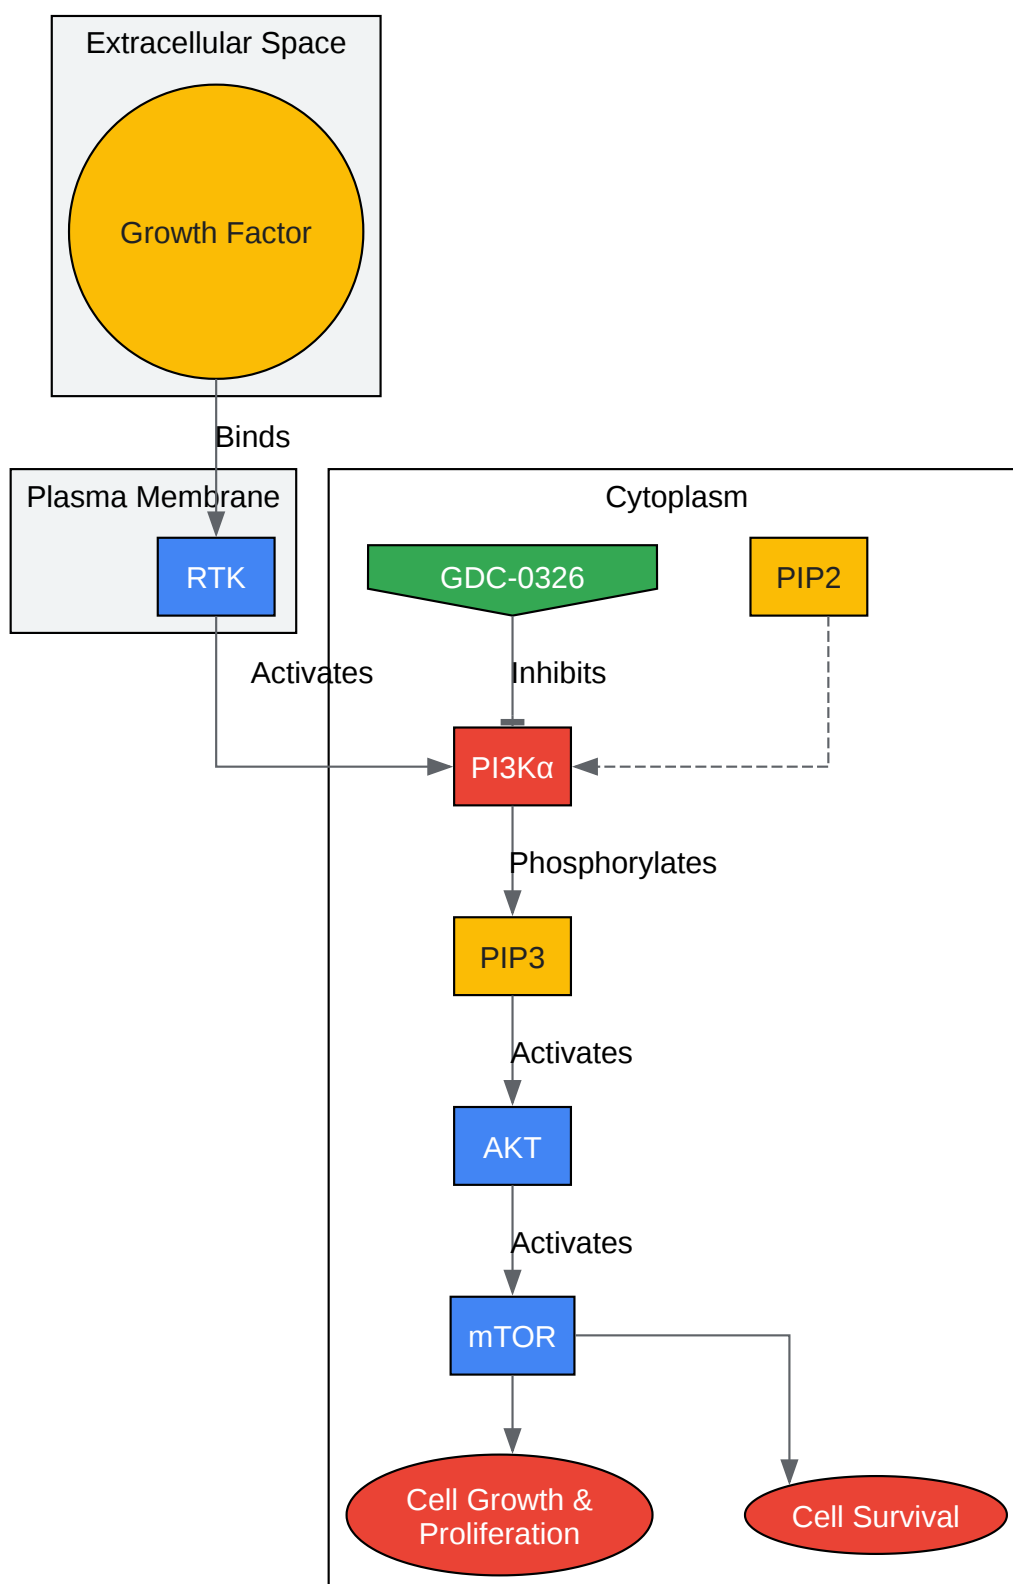 Extracellular Space
Growth Factor
Binds
Plasma Membrane
Cytoplasm
RTK
GDC-0326
PIP2
Activates
Inhibits
PI3Kα
Phosphorylates
PIP3
Activates
AKT
Activates
mTOR
Cell Growth &
Proliferation
Cell Survival